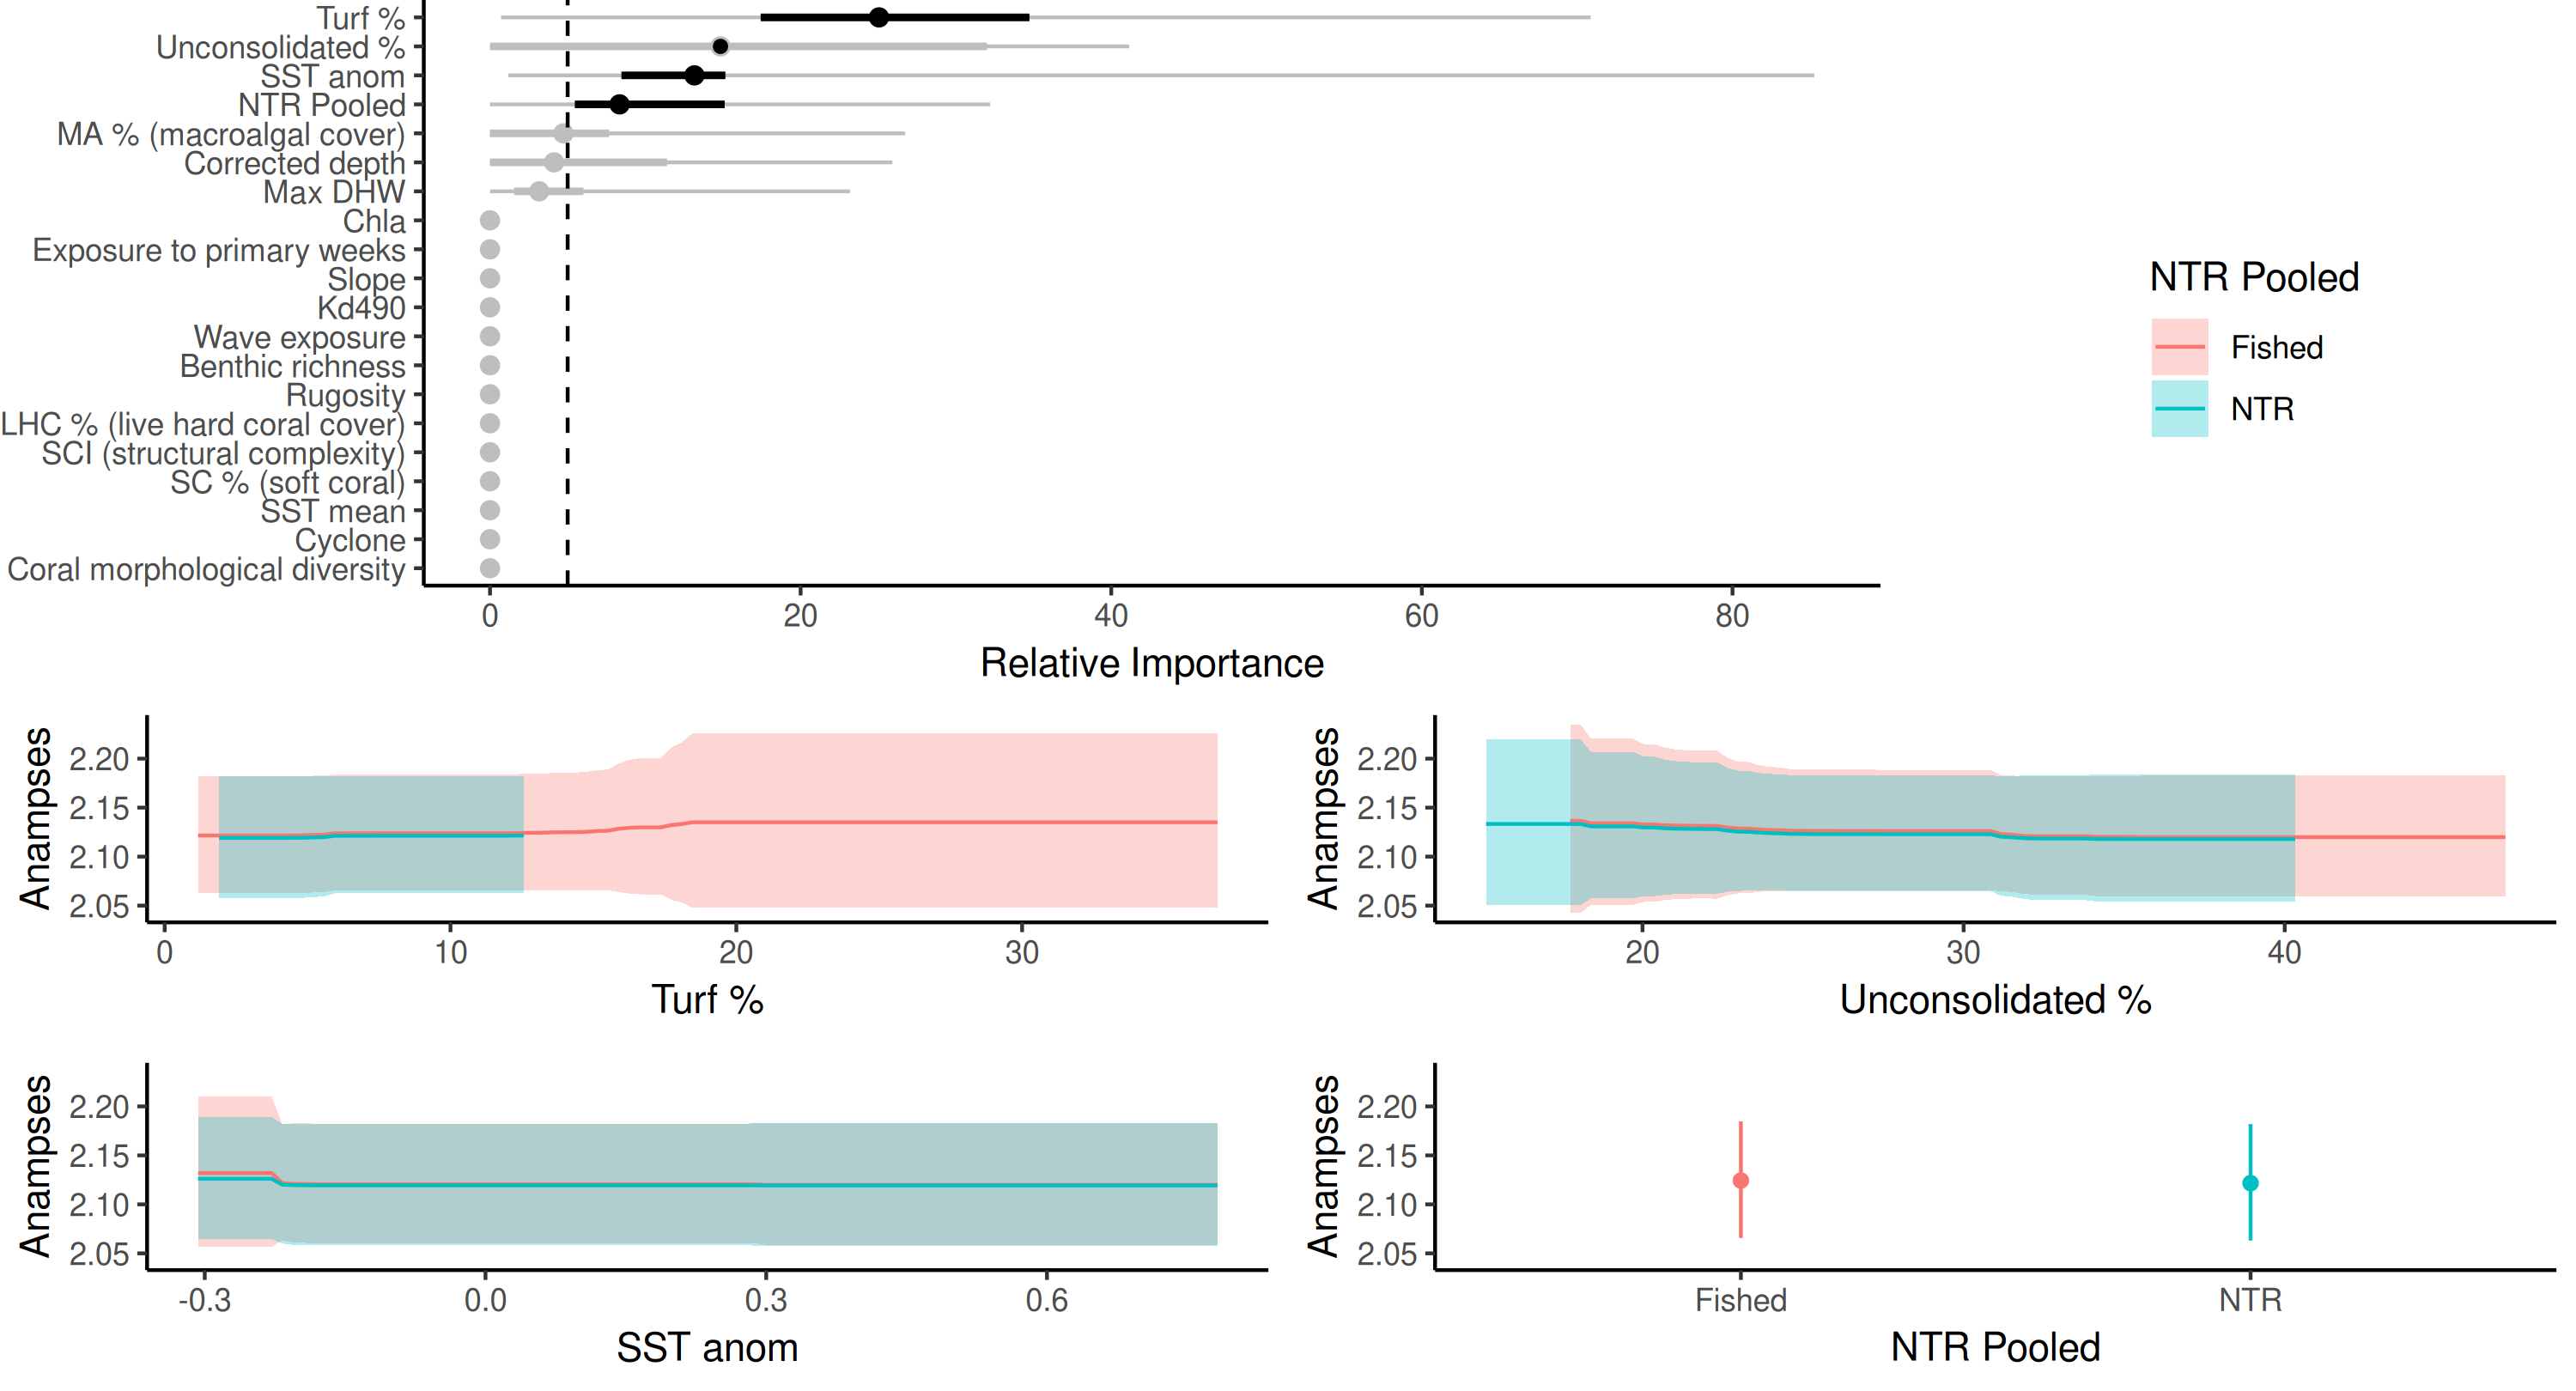 Turf %
Unconsolidated %
SST anom
NTR Pooled
MA % (macroalgal cover)
Corrected depth
Max DHW
Chla
Exposure to primary weeks
Slope
Kd490
Wave exposure
Benthic richness
Rugosity
LHC % (live hard coral cover)
SCI (structural complexity)
SC % (soft coral)
SST mean
Cyclone
Coral morphological diversity
0 20 40 60 80
Relative Importance
NTR Pooled
Fished
NTR
Anampses
2.20
2.15
2.10
2.05
0 10 20 30
Turf %
Anampses
2.20
2.15
2.10
2.05
20 30 40
Unconsolidated %
Anampses
2.20
2.15
2.10
2.05
-0.3 0.0 0.3 0.6
SST anom
Anampses
2.20
2.15
2.10
2.05
Fished NTR
NTR Pooled